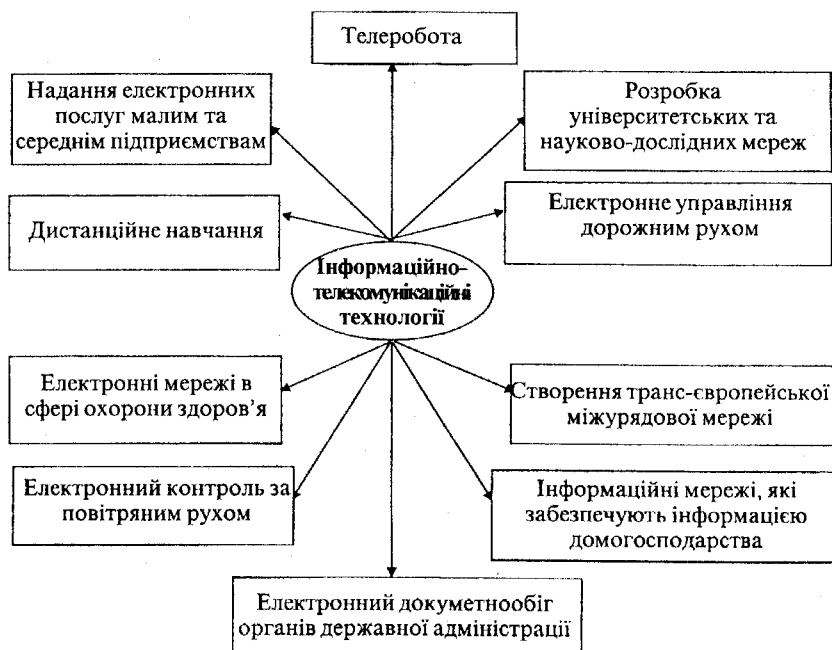 Телеробота
Надання електронних
послуг малим та
середнім підприємствам
Розробка
університетських та
науково-дослідних мереж
Дистанційне навчання
Електронне управління
дорожним рухом
Інформаційно-
телекомунікаційні
технології
Електронні мережі в
сфері охорони здоров’я
Створення транс-європейської
міжурядової мережі
Електронний контроль за
повітряним рухом
Інформаційні мережі, які
забезпечують інформацією
домогосподарства
Електронний докуметнообіг
органів державної адміністрації